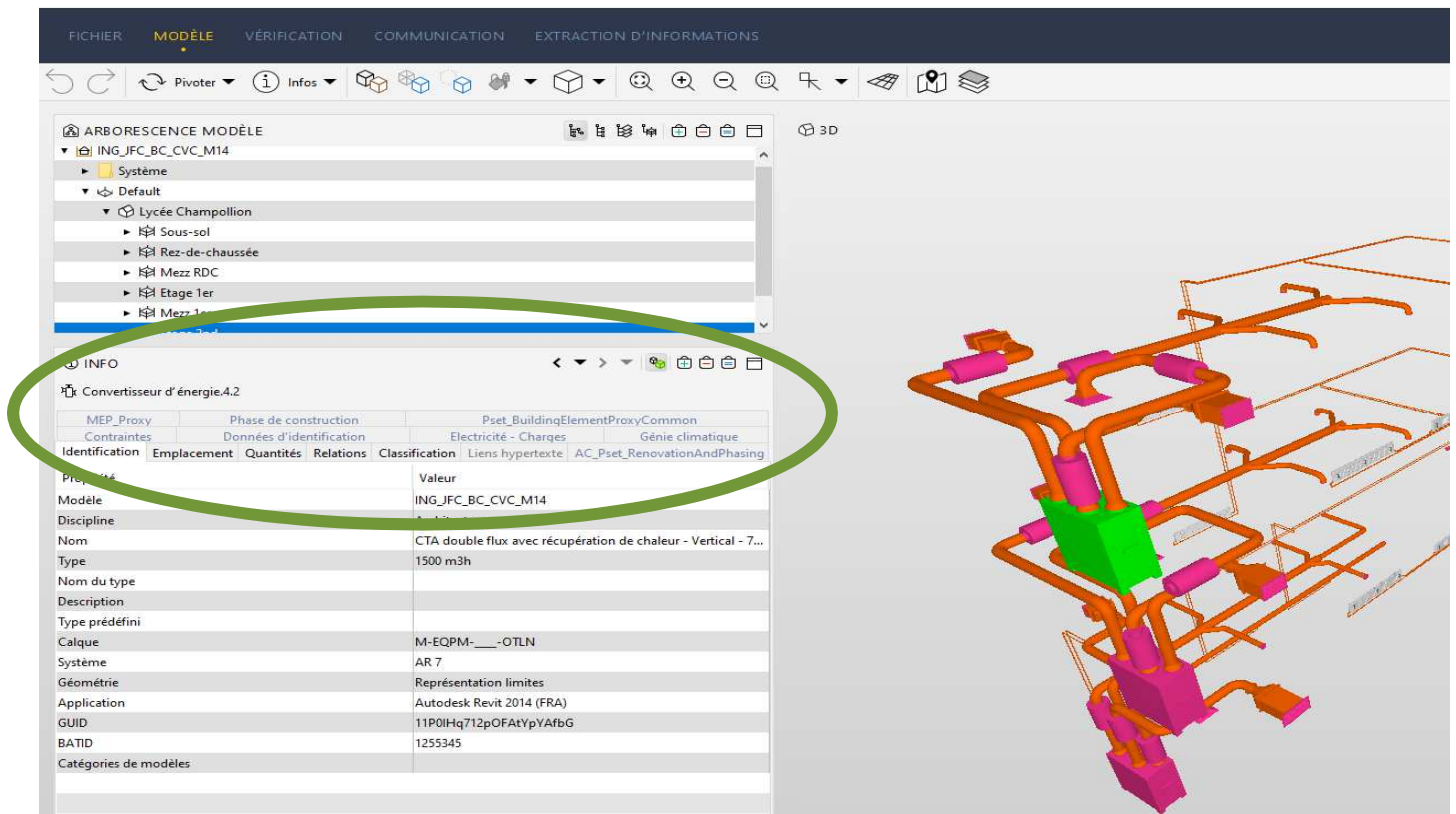 FICHIER MODÈLE VÉRIFICATION COMMUNICATION EXTRACTION D'INFORMATIONS
Pivoter Infos
ARBORESCENCE MODÈLE
3D
ING_JFC_BC_CVC_M14
Système
Default
Lycée Champollion
Sous-sol
Rez-de-chaussée
Mezz RDC
Etage 1er
Mezz 1er
2nd
INFO
Convertisseur d'énergie.4.2
MEP_Proxy Phase de construction Pset_BuildingElementProxyCommon
Contraintes Données d'identification Electricité - Charges Génie climatique
Identification Emplacement Quantités Relations Classification Liens hypertexte AC_Pset_RenovationAndPhasing
Propriété Valeur
Modèle ING_JFC_BC_CVC_M14
Discipline
Nom CTA double flux avec récupération de chaleur - Vertical - 7...
Type 1500 m3h
Nom du type
Description
Type prédéfini
Calque M-EQPM-____-OTLN
Système AR 7
Géométrie Représentation limites
Application Autodesk Revit 2014 (FRA)
GUID 11P0lHq712pOFAtYpYAfbG
BATID 1255345
Catégories de modèles